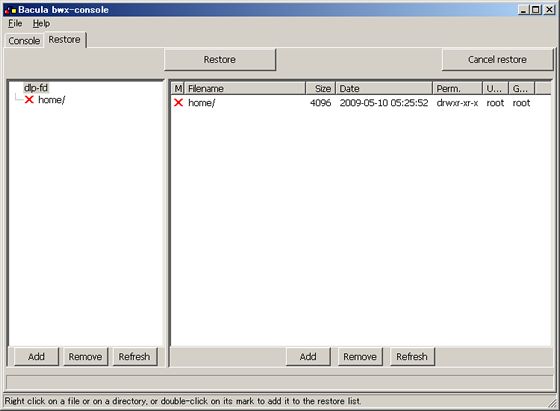 Bacula bwx-console
File Help
Console Restore
Restore Cancel restore
dlp-fd
home/
M Filename Size Date Perm. U... G...
home/ 4096 2009-05-10 05:25:52 drwxr-xr-x root root
Add Remove Refresh Add Remove Refresh
Right click on a file or on a directory, or double-click on its mark to add it to the restore list.